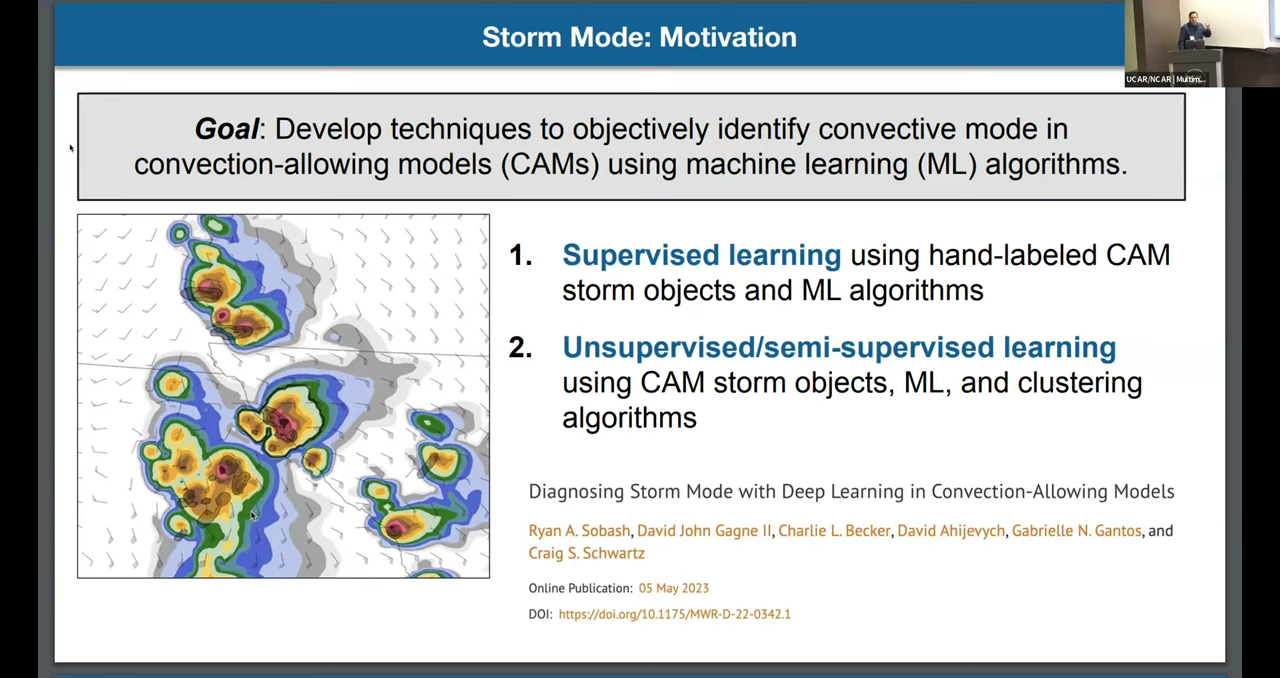 Storm Mode: Motivation
UCAR/NCAR | Multim...
Goal: Develop techniques to objectively identify convective mode in
convection-allowing models (CAMs) using machine learning (ML) algorithms.
1. Supervised learning using hand-labeled CAM
storm objects and ML algorithms
2. Unsupervised/semi-supervised learning
using CAM storm objects, ML, and clustering
algorithms
Diagnosing Storm Mode with Deep Learning in Convection-Allowing Models
Ryan A. Sobash, David John Gagne II, Charlie L. Becker, David Ahijevych, Gabrielle N. Gantos, and
Craig S. Schwartz
Online Publication: 05 May 2023
DOI: https://doi.org/10.1175/MWR-D-22-0342.1